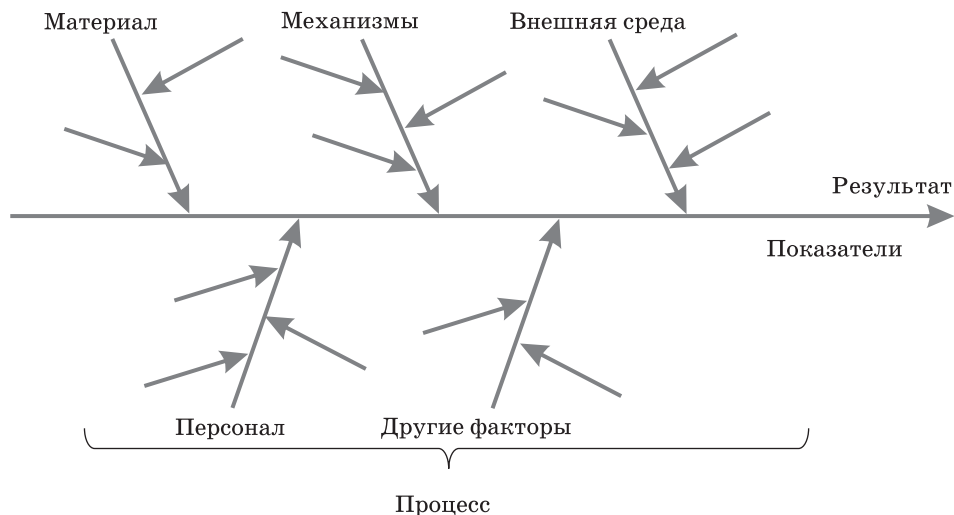 Материал
Механизмы
Внешняя среда
Результат
Показатели
Персонал
Другие факторы
Процесс